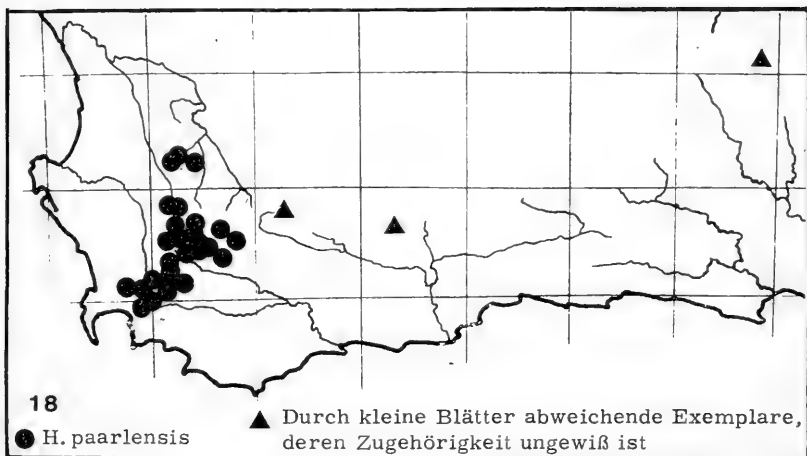 18
H. paarlensis
Durch kleine Blätter abweichende Exemplare,
deren Zugehörigkeit ungewiß ist